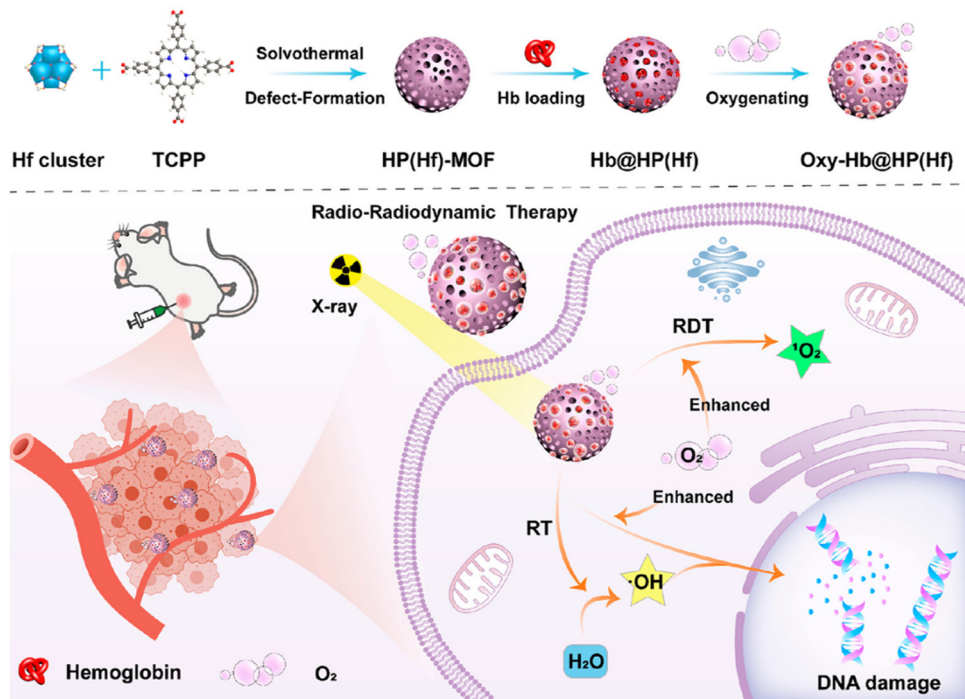 Solvothermal
Defect-Formation
Hb loading
Oxygenating
Hf cluster
TCPP
HP(Hf)-MOF
Hb@HP(Hf)
Oxy-Hb@HP(Hf)
Radio-Radiodynamic Therapy
X-ray
RDT
¹O₂
Enhanced
O₂
Enhanced
RT
·OH
H₂O
DNA damage
Hemoglobin
O₂